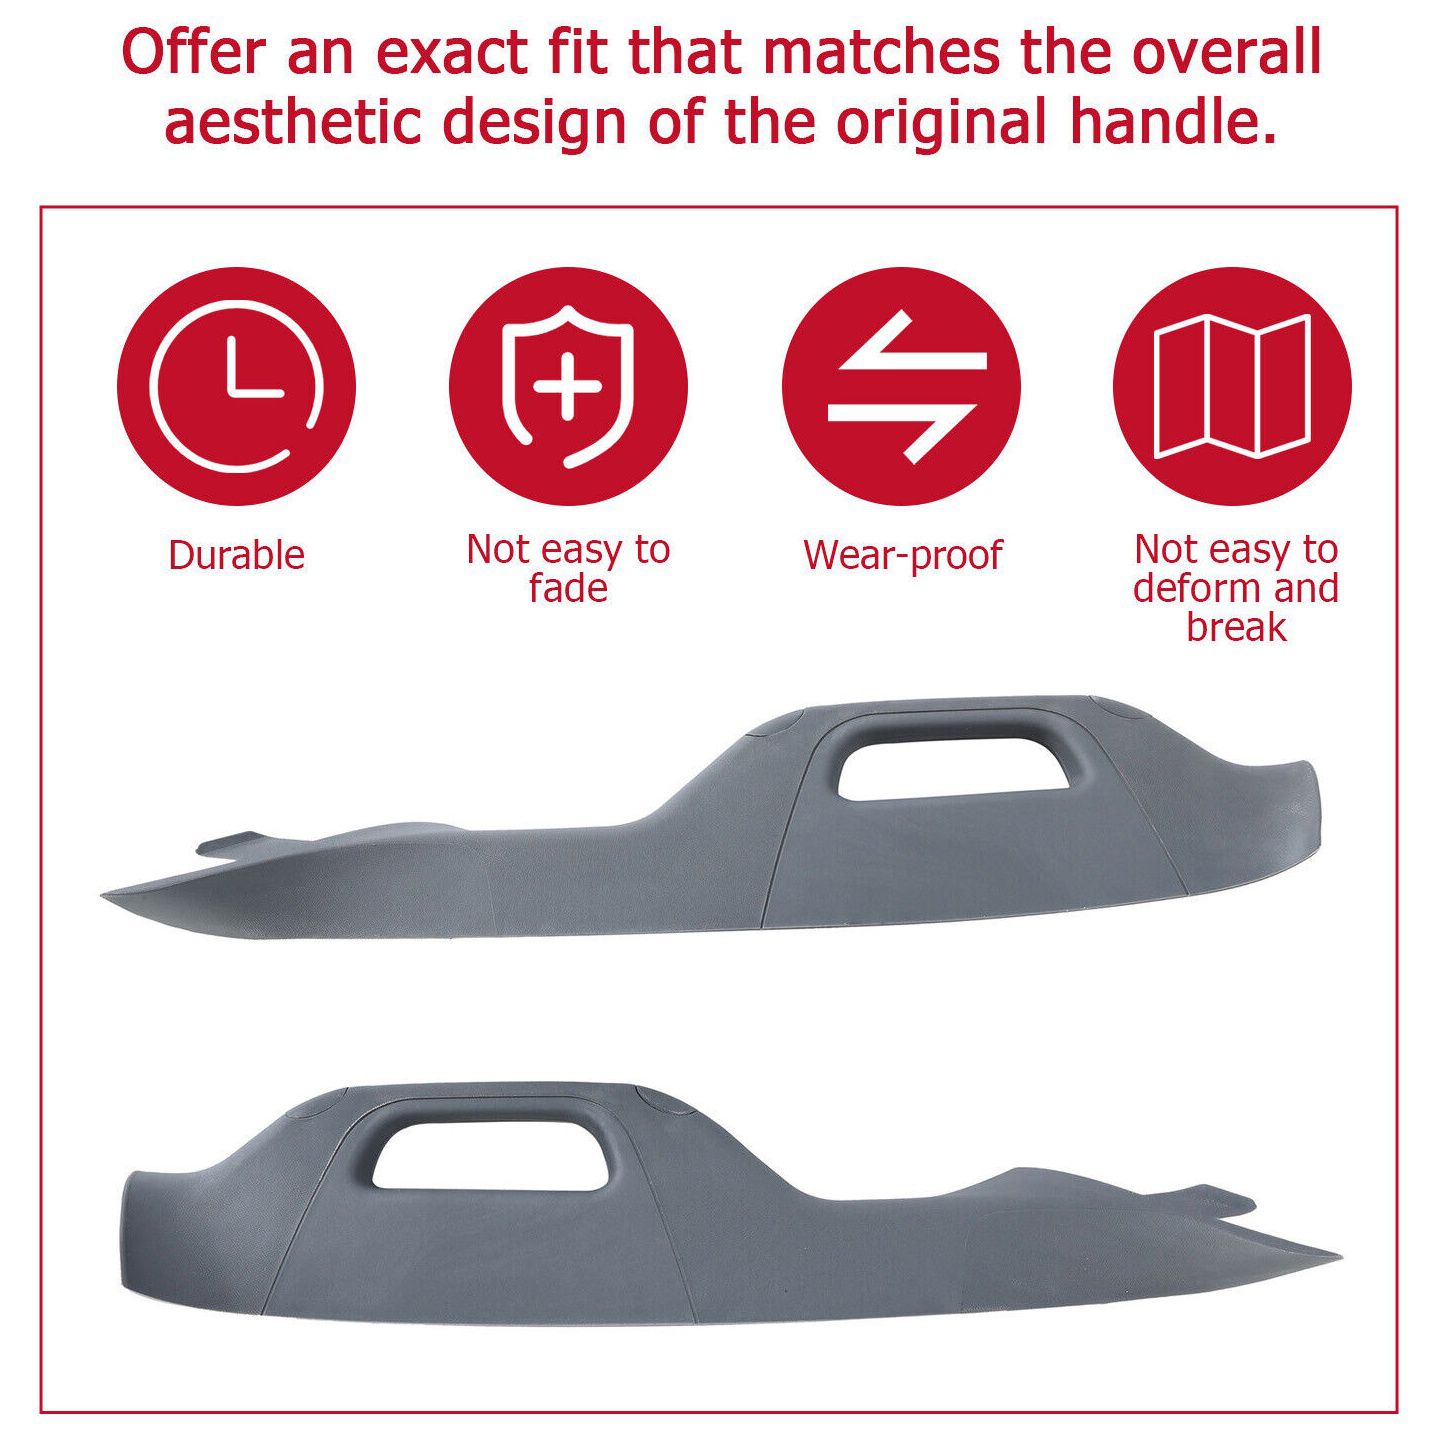 Offer an exact fit that matches the overall
aesthetic design of the original handle.
Durable
Not easy to
fade
Wear-proof
Not easy to
deform and
break